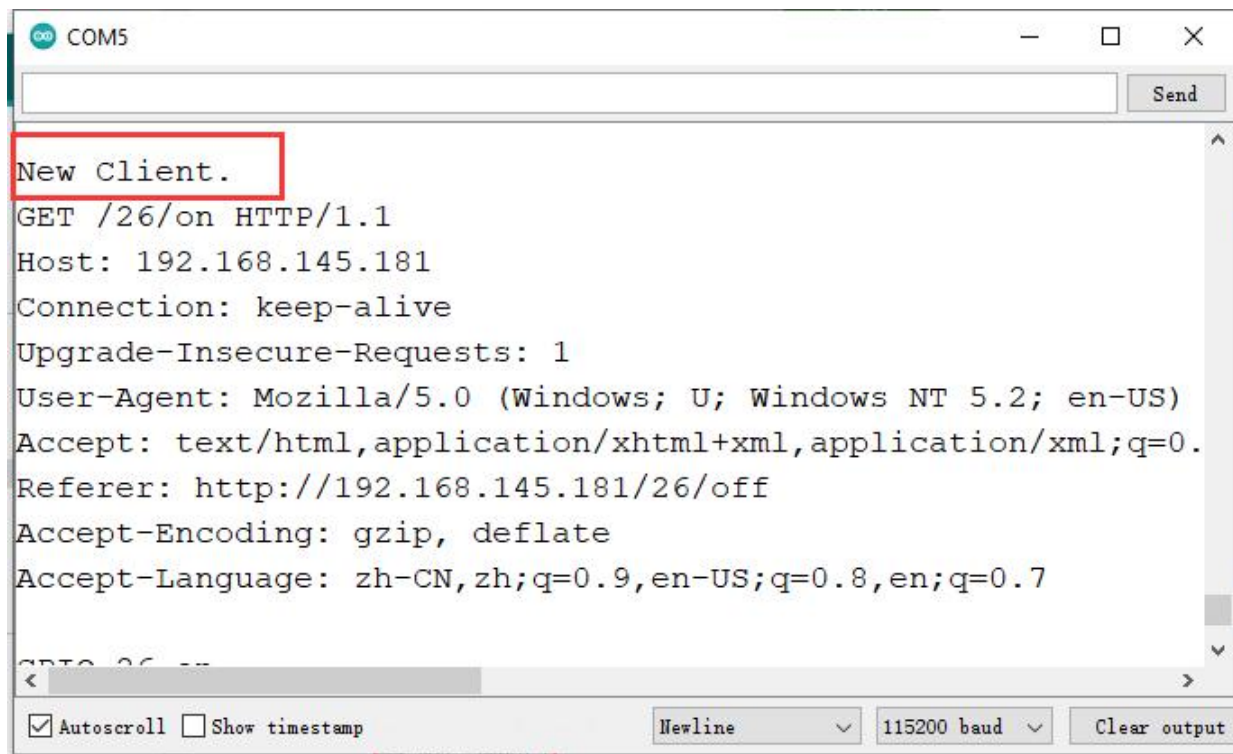 COM5
Send
New Client.
GET /26/on HTTP/1.1
Host: 192.168.145.181
Connection: keep-alive
Upgrade-Insecure-Requests: 1
User-Agent: Mozilla/5.0 (Windows; U; Windows NT 5.2; en-US)
Accept: text/html,application/xhtml+xml,application/xml;q=0.
Referer: http://192.168.145.181/26/off
Accept-Encoding: gzip, deflate
Accept-Language: zh-CN,zh;q=0.9,en-US;q=0.8,en;q=0.7
Autoscroll Show timestamp Newline 115200 baud Clear output